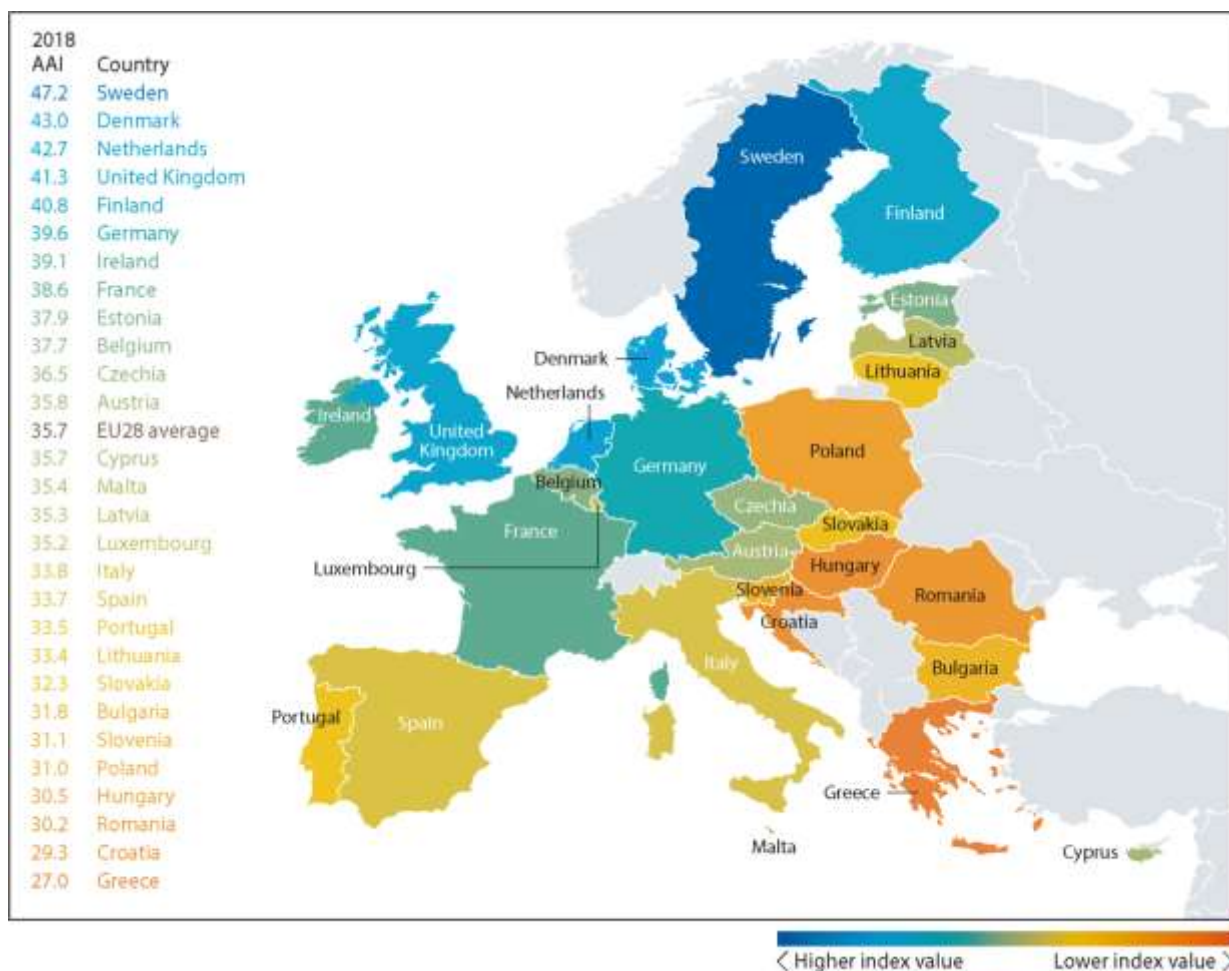 2018
AAI Country
47.2 Sweden
43.0 Denmark
42.7 Netherlands
41.3 United Kingdom
40.8 Finland
39.6 Germany
39.1 Ireland
38.6 France
37.9 Estonia
37.7 Belgium
36.5 Czechia
35.8 Austria
35.7 EU28 average
35.7 Cyprus
35.4 Malta
35.3 Latvia
35.2 Luxembourg
33.8 Italy
33.7 Spain
33.5 Portugal
33.4 Lithuania
32.3 Slovakia
31.8 Bulgaria
31.1 Slovenia
31.0 Poland
30.5 Hungary
30.2 Romania
29.3 Croatia
27.0 Greece
Sweden
Finland
Estonia
Latvia
Lithuania
Denmark
Netherlands
Ireland
United
Kingdom
Germany
Poland
Belgium
Czechia
France
Slovakia
Austria
Luxembourg
Hungary
Slovenia
Romania
Croatia
Italy
Bulgaria
Portugal
Spain
Greece
Malta
Cyprus
< Higher index value
Lower index value >